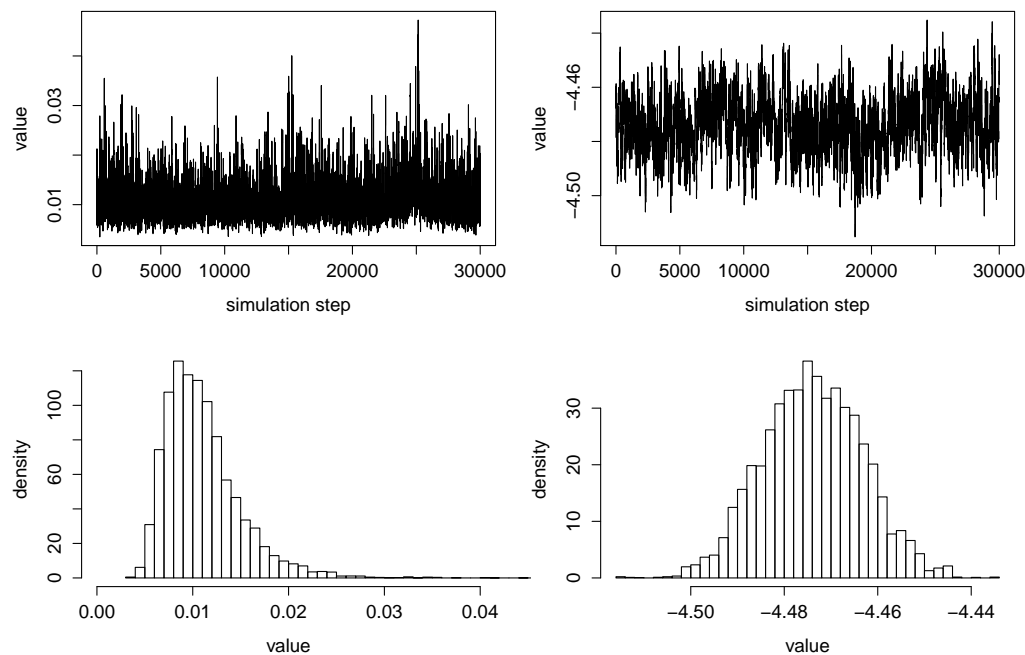 value
0.01 0.03
0 5000 10000 20000 30000
simulation step
value
−4.50 −4.46
0 5000 10000 20000 30000
simulation step
density
0 20 60 100
0.00 0.01 0.02 0.03 0.04
value
density
0 10 20 30
−4.50 −4.48 −4.46 −4.44
value